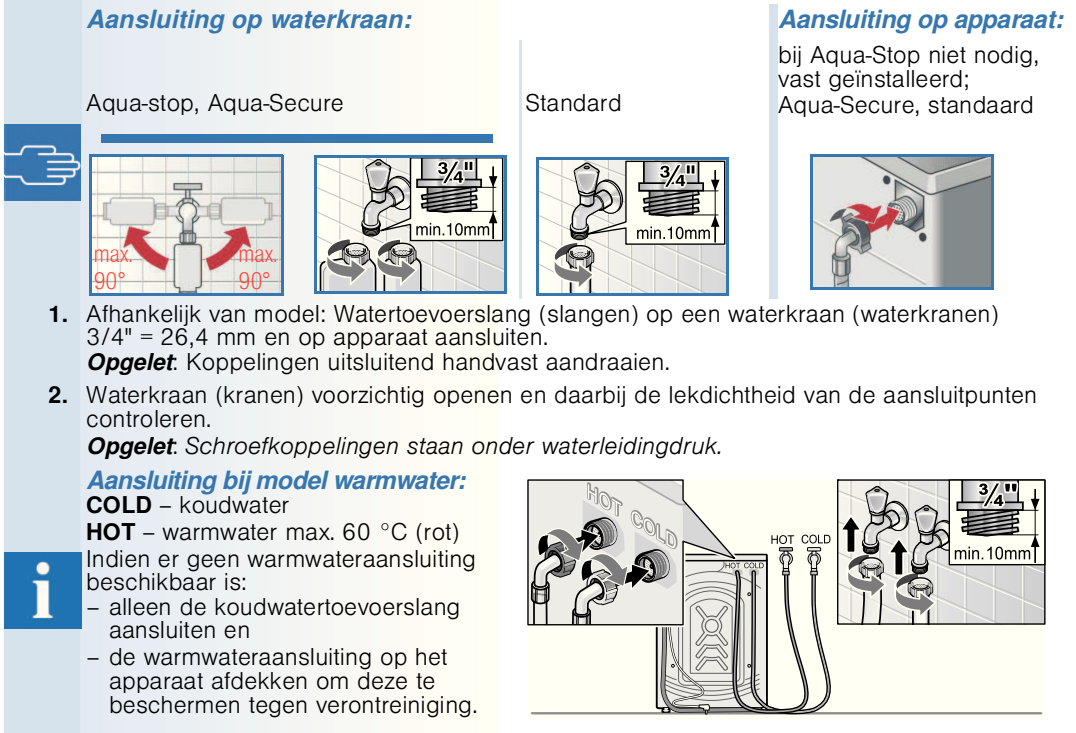 Aansluiting op waterkraan:
Aansluiting op apparaat:
bij Aqua-Stop niet nodig,
vast geïnstalleerd;
Aqua-Secure, standaard
Aqua-stop, Aqua-Secure
Standard
max.
90°
max.
90°
3/4"
min.10mm
3/4"
min.10mm
1. Afhankelijk van model: Watertoevoerslang (slangen) op een waterkraan (waterkranen)
3/4" = 26,4 mm en op apparaat aansluiten.
Opgelet: Koppelingen uitsluitend handvast aandraaien.
2. Waterkraan (kranen) voorzichtig openen en daarbij de lekdichtheid van de aansluitpunten
controleren.
Opgelet: Schroefkoppelingen staan onder waterleidingdruk.
Aansluiting bij model warmwater:
COLD – koudwater
HOT – warmwater max. 60 °C (rot)
Indien er geen warmwateraansluiting
beschikbaar is:
– alleen de koudwatertoevoerslang
aansluiten en
– de warmwateraansluiting op het
apparaat afdekken om deze te
beschermen tegen verontreiniging.
i
HOT COLD
HOT COLD
HOT COLD
3/4"
min.10mm